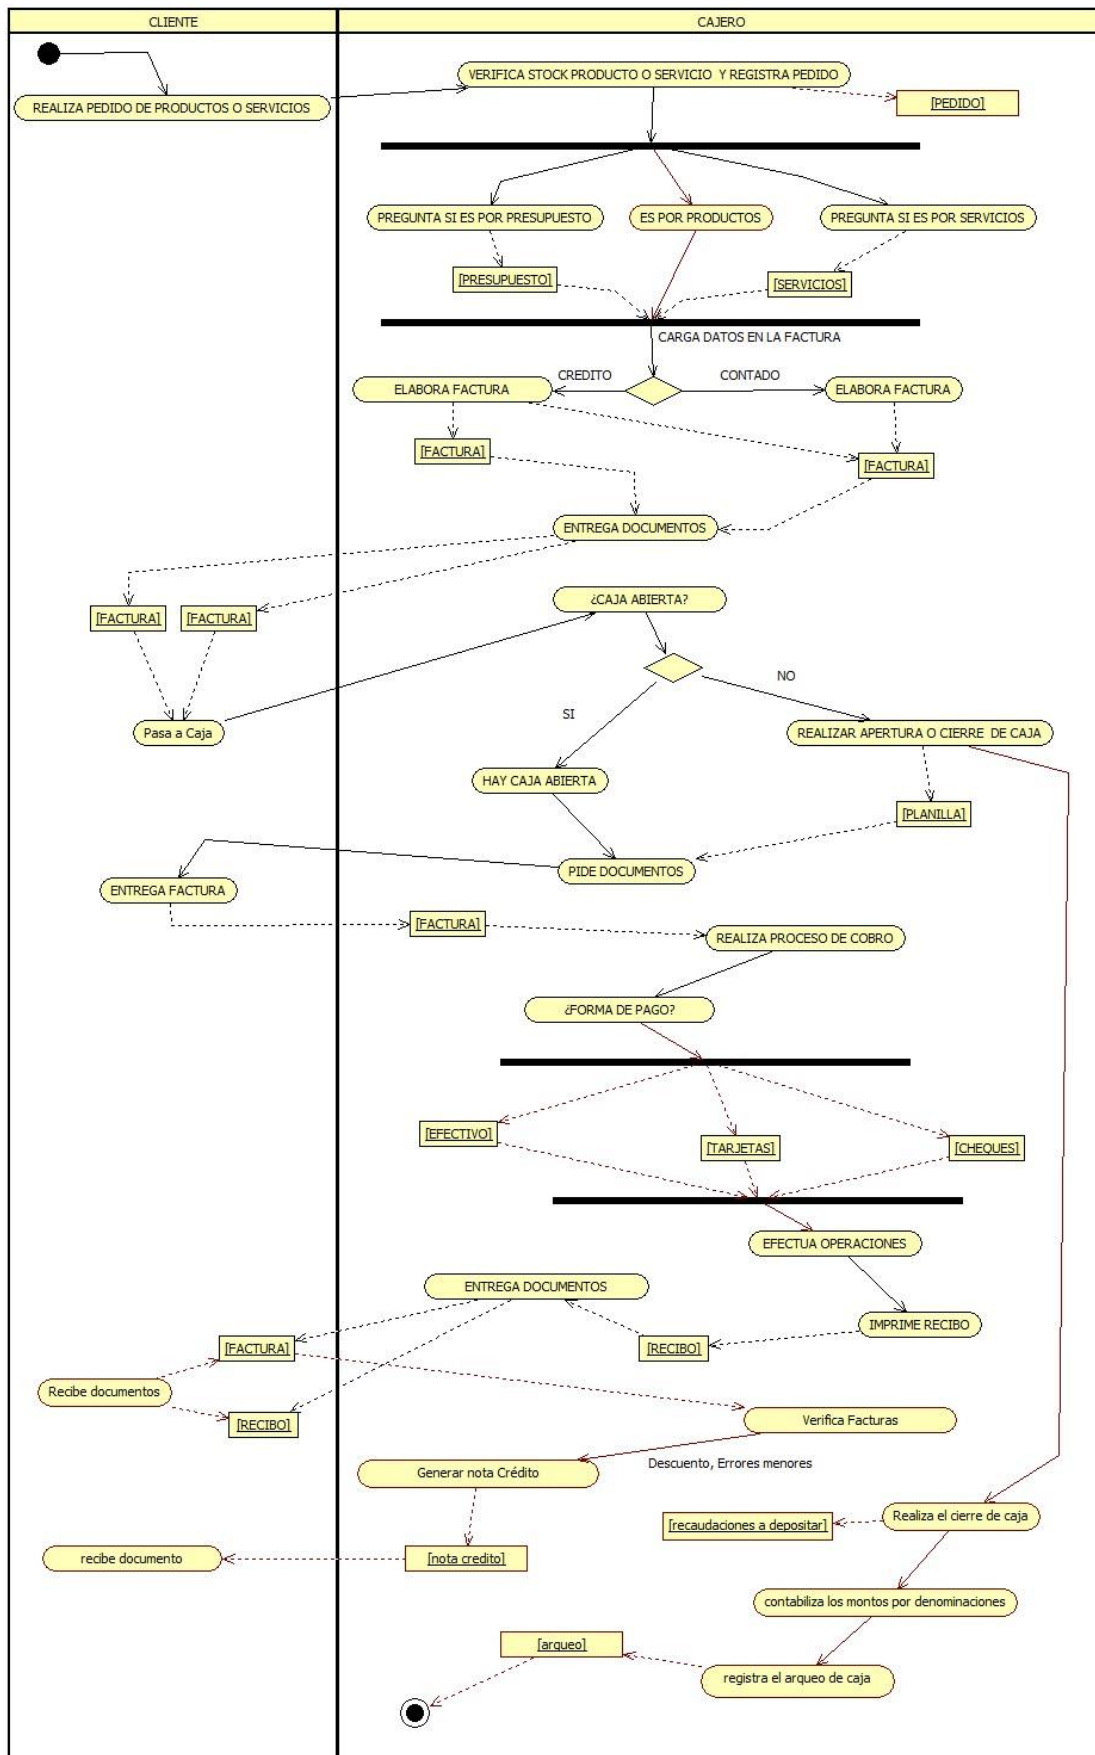 CLIENTE
CAJERO
VERIFICA STOCK PRODUCTO O SERVICIO Y REGISTRA PEDIDO
REALIZA PEDIDO DE PRODUCTOS O SERVICIOS
[PEDIDO]
PREGUNTA SI ES POR PRESUPUESTO
ES POR PRODUCTOS
PREGUNTA SI ES POR SERVICIOS
[PRESUPUESTO]
[SERVICIOS]
CARGA DATOS EN LA FACTURA
CREDITO
CONTADO
ELABORA FACTURA
ELABORA FACTURA
[FACTURA]
[FACTURA]
ENTREGA DOCUMENTOS
¿CAJA ABIERTA?
[FACTURA]
[FACTURA]
NO
SI
Pasa a Caja
REALIZAR APERTURA O CIERRE DE CAJA
HAY CAJA ABIERTA
[PLANILLA]
PIDE DOCUMENTOS
ENTREGA FACTURA
[FACTURA]
REALIZA PROCESO DE COBRO
¿FORMA DE PAGO?
[EFECTIVO]
[TARJETAS]
[CHEQUES]
EFECTUA OPERACIONES
ENTREGA DOCUMENTOS
IMPRIME RECIBO
[FACTURA]
[RECIBO]
Recibe documentos
[RECIBO]
Verifica Facturas
Descuento, Errores menores
Generar nota Crédito
Realiza el cierre de caja
[recaudaciones a depositar]
recibe documento
[nota credito]
contabiliza los montos por denominaciones
[arqueo]
registra el arqueo de caja